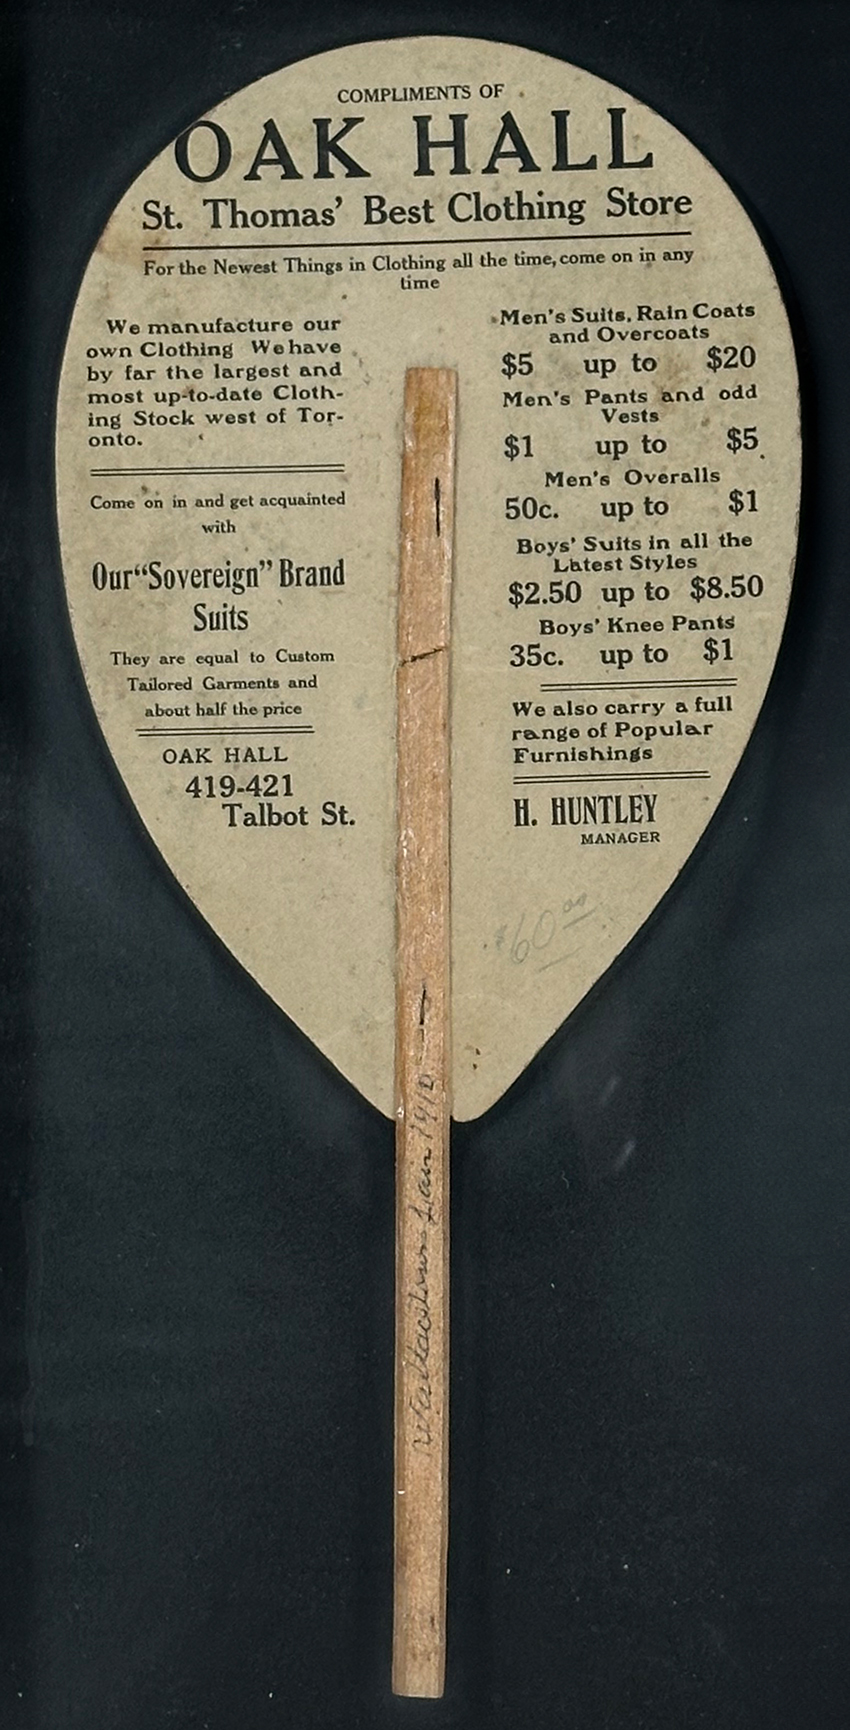 COMPLIMENTS OF
OAK HALL
St. Thomas' Best Clothing Store
For the Newest Things in Clothing all the time, come on in any
time
We manufacture our
own Clothing We have
by far the largest and
most up-to-date Cloth-
ing Stock west of Tor-
onto.
Come on in and get acquainted
with
Our "Sovereign" Brand
Suits
They are equal to Custom
Tailored Garments and
about half the price
OAK HALL
419-421
Talbot St.
Men's Suits, Rain Coats
and Overcoats
$5 up to $20
Men's Pants and odd
Vests
$1 up to $5
Men's Overalls
50c. up to $1
Boys' Suits in all the
Latest Styles
$2.50 up to $8.50
Boys' Knee Pants
35c. up to $1
We also carry a full
range of Popular
Furnishings
H. HUNTLEY
MANAGER
$60.00
Wallacetown Fair 1910